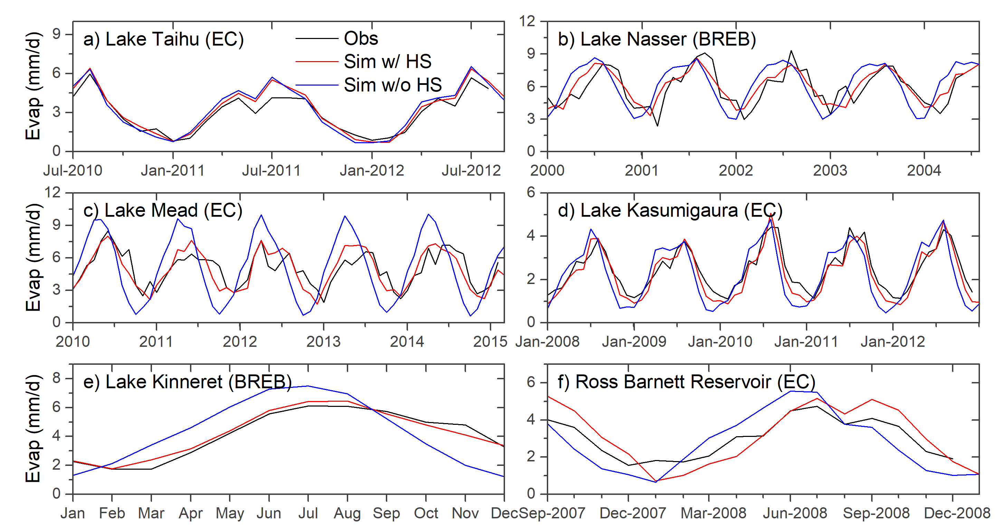 a) Lake Taihu (EC)
Obs
Sim w/ HS
Sim w/o HS
Evap (mm/d)
9
6
3
0
Jul-2010 Jan-2011 Jul-2011 Jan-2012 Jul-2012
b) Lake Nasser (BREB)
12
9
6
3
0
2000 2001 2002 2003 2004
c) Lake Mead (EC)
Evap (mm/d)
12
9
6
3
0
2010 2011 2012 2013 2014 2015
d) Lake Kasumigaura (EC)
6
4
2
0
Jan-2008 Jan-2009 Jan-2010 Jan-2011 Jan-2012
e) Lake Kinneret (BREB)
Evap (mm/d)
8
6
4
2
0
Jan Feb Mar Apr May Jun Jul Aug Sep Oct Nov Dec
f) Ross Barnett Reservoir (EC)
6
4
2
0
Sep-2007 Dec-2007 Mar-2008 Jun-2008 Sep-2008 Dec-2008